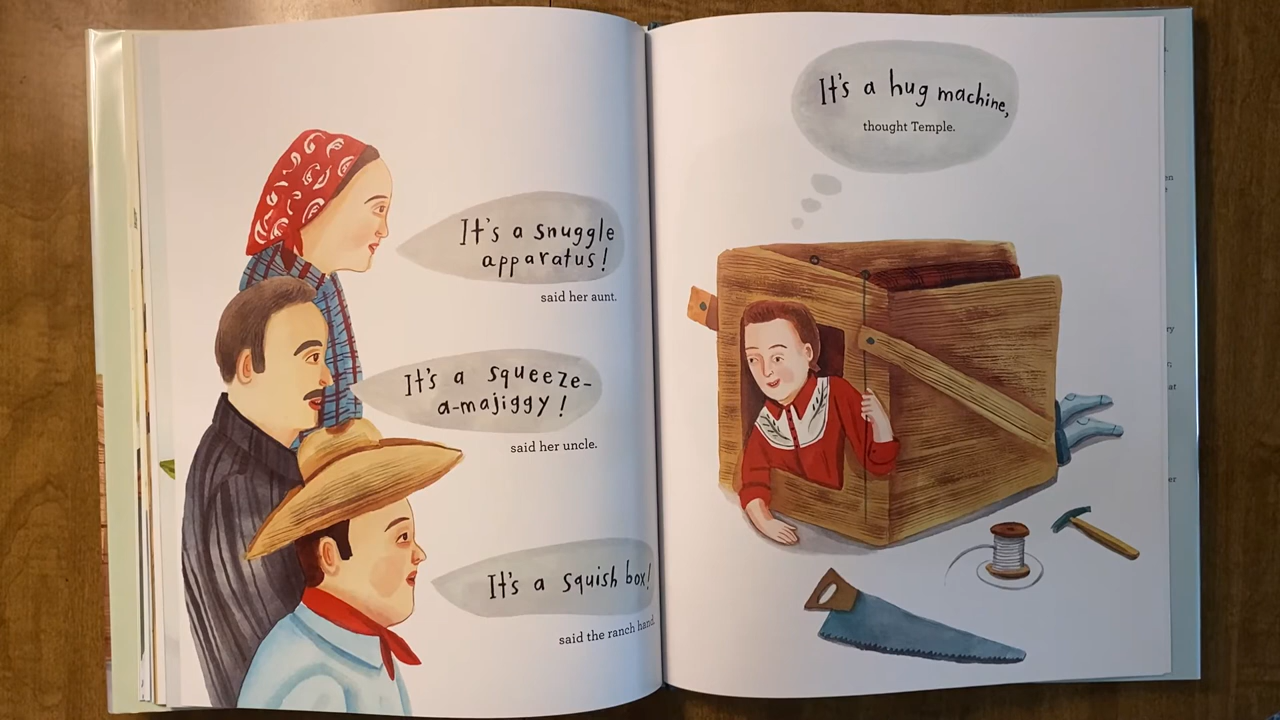 It's a snuggle
apparatus!
said her aunt.
It's a squeeze-
a-majiggy!
said her uncle.
It's a squish box!
said the ranch hand.
It's a hug machine,
thought Temple.